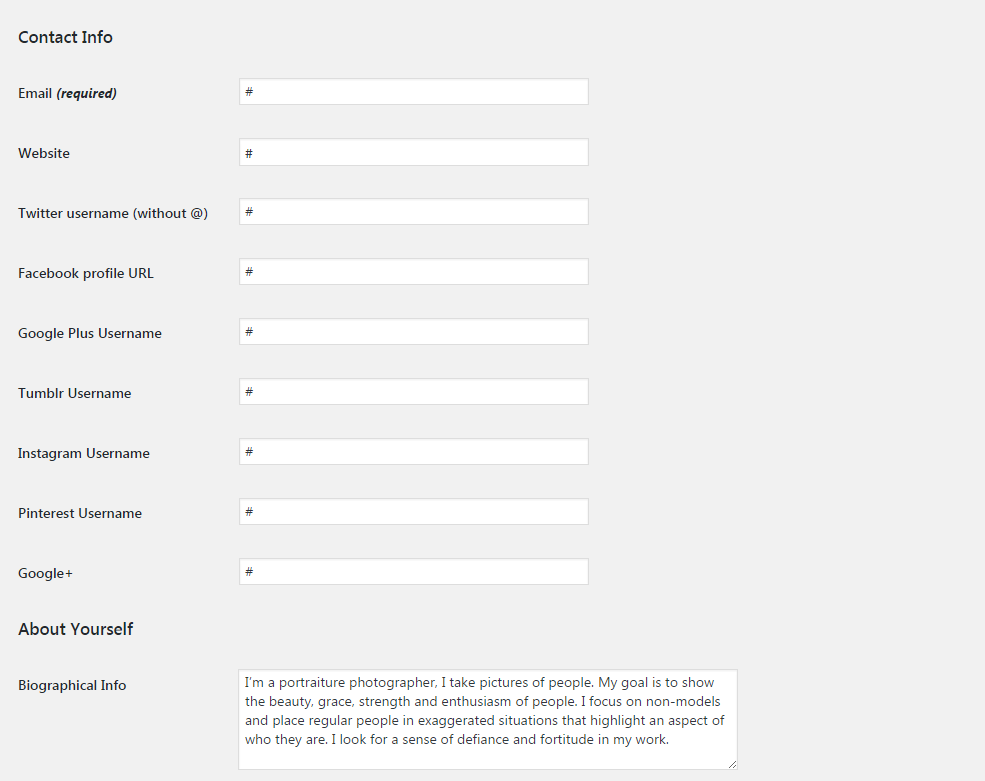 Contact Info
Email (required) #
Website #
Twitter username (without @) #
Facebook profile URL #
Google Plus Username #
Tumblr Username #
Instagram Username #
Pinterest Username #
Google+ #
About Yourself
Biographical Info
I'm a portraiture photographer, I take pictures of people. My goal is to show
the beauty, grace, strength and enthusiasm of people. I focus on non-models
and place regular people in exaggerated situations that highlight an aspect of
who they are. I look for a sense of defiance and fortitude in my work.